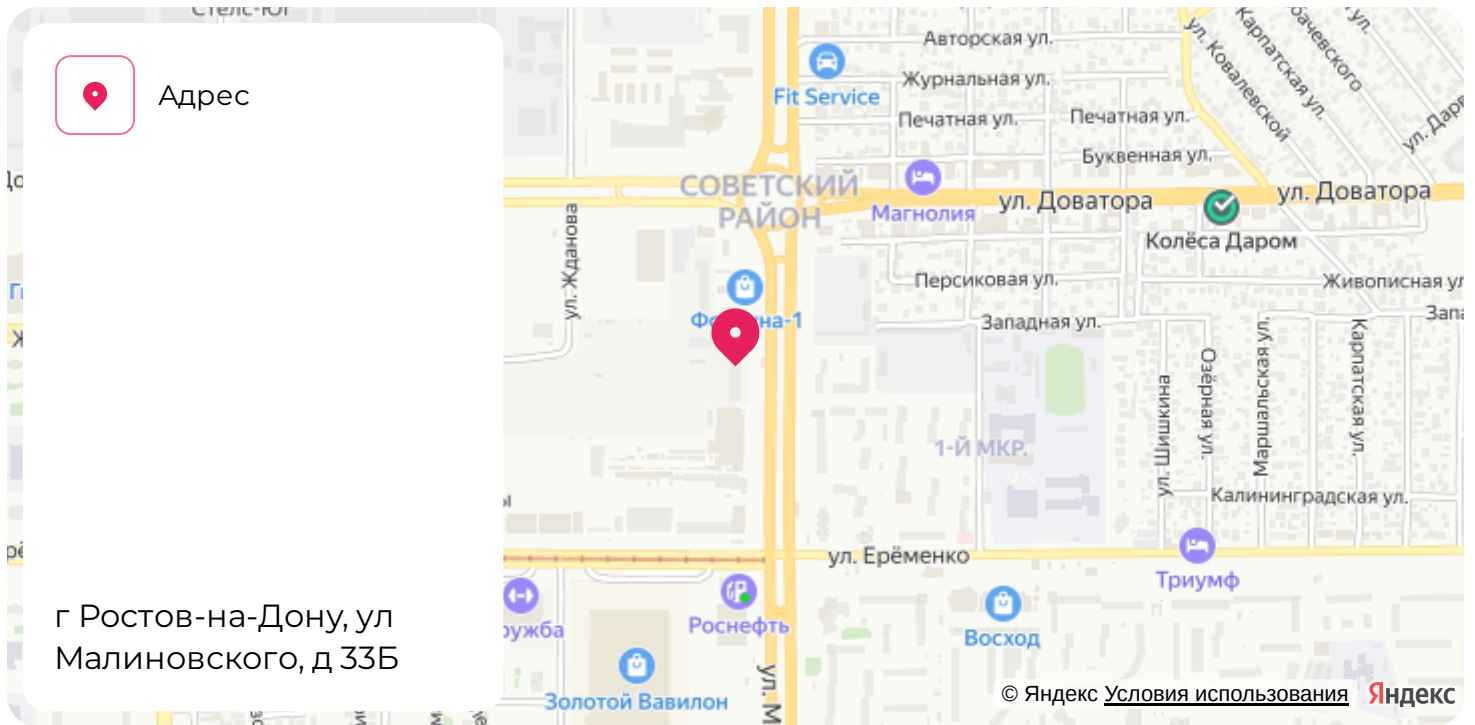 Адрес
г Ростов-на-Дону, ул
Малиновского, д 33Б
Авторская ул.
Карпатская ул.
ул. Ковалевской
Fit Service
Журнальная ул.
Печатная ул.
Печатная ул.
Буквенная ул.
СОВЕТСКИЙ
РАЙОН
Магнолия
ул. Доватора
ул. Доватора
Колёса Даром
ул. Жданова
Персиковая ул.
Живописная ул
Западная ул.
Озёрная ул.
Маршальская ул.
Карпатская ул.
ул. Шишкина
1-Й МКР.
Калининградская ул.
ул. Ерёменко
Триумф
Роснефть
Восход
Золотой Вавилон
ул. М
© Яндекс Условия использования Яндекс